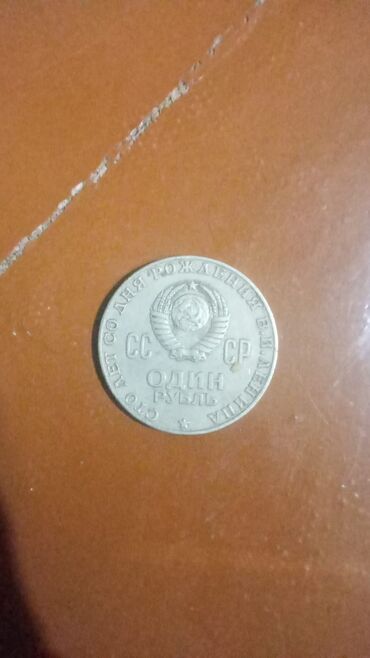 СТО ЛЕТ СО ДНЯ РОЖДЕНИЯ В.И.ЛЕНИНА
СС СР
ОДИН
РУБЛЬ